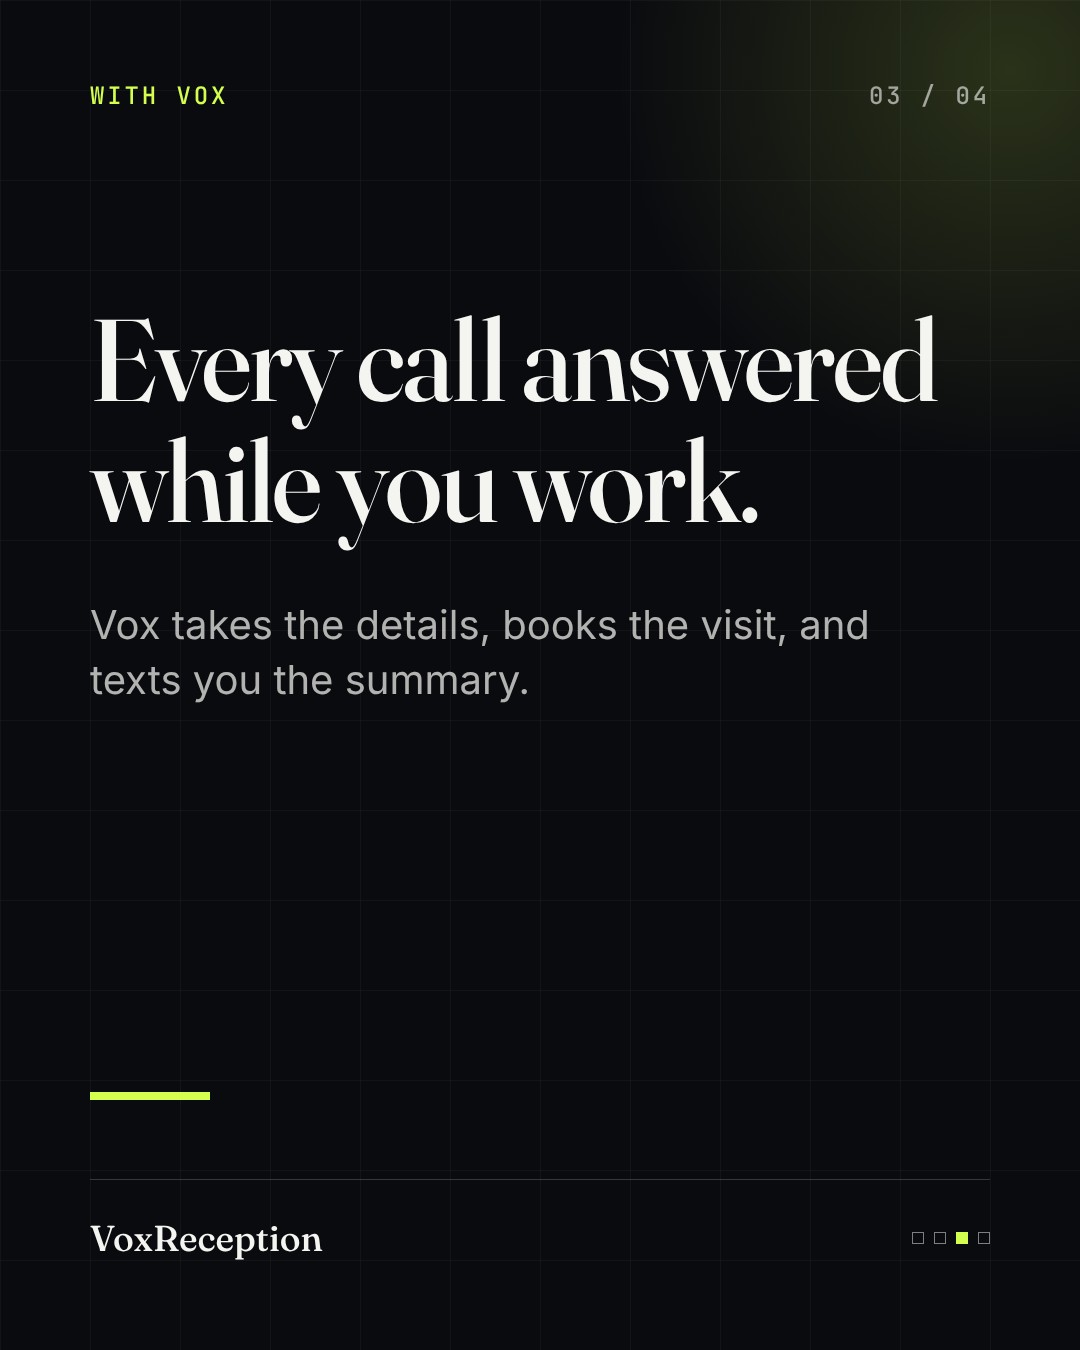 WITH VOX
03 / 04
Every call answered
while you work.
Vox takes the details, books the visit, and
texts you the summary.
VoxReception